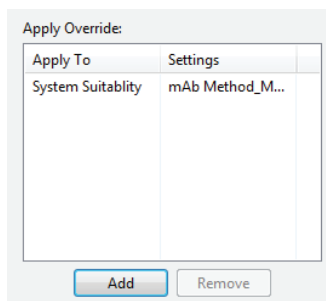 Apply Override:
Apply To Settings
System Suitablity mAb Method_M...
Add Remove